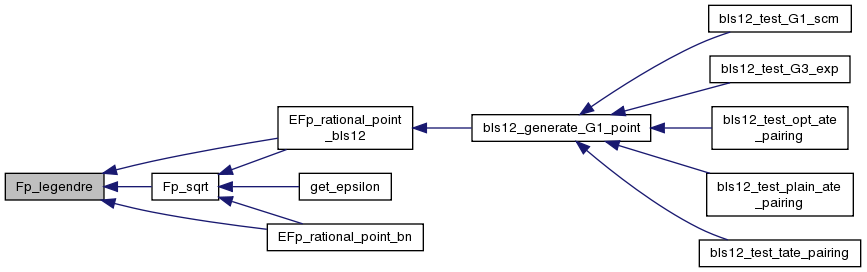 Fp_legendre
EFp_rational_point
_bls12
Fp_sqrt
get_epsilon
EFp_rational_point_bn
bls12_generate_G1_point
bls12_test_G1_scm
bls12_test_G3_exp
bls12_test_opt_ate
_pairing
bls12_test_plain_ate
_pairing
bls12_test_tate_pairing